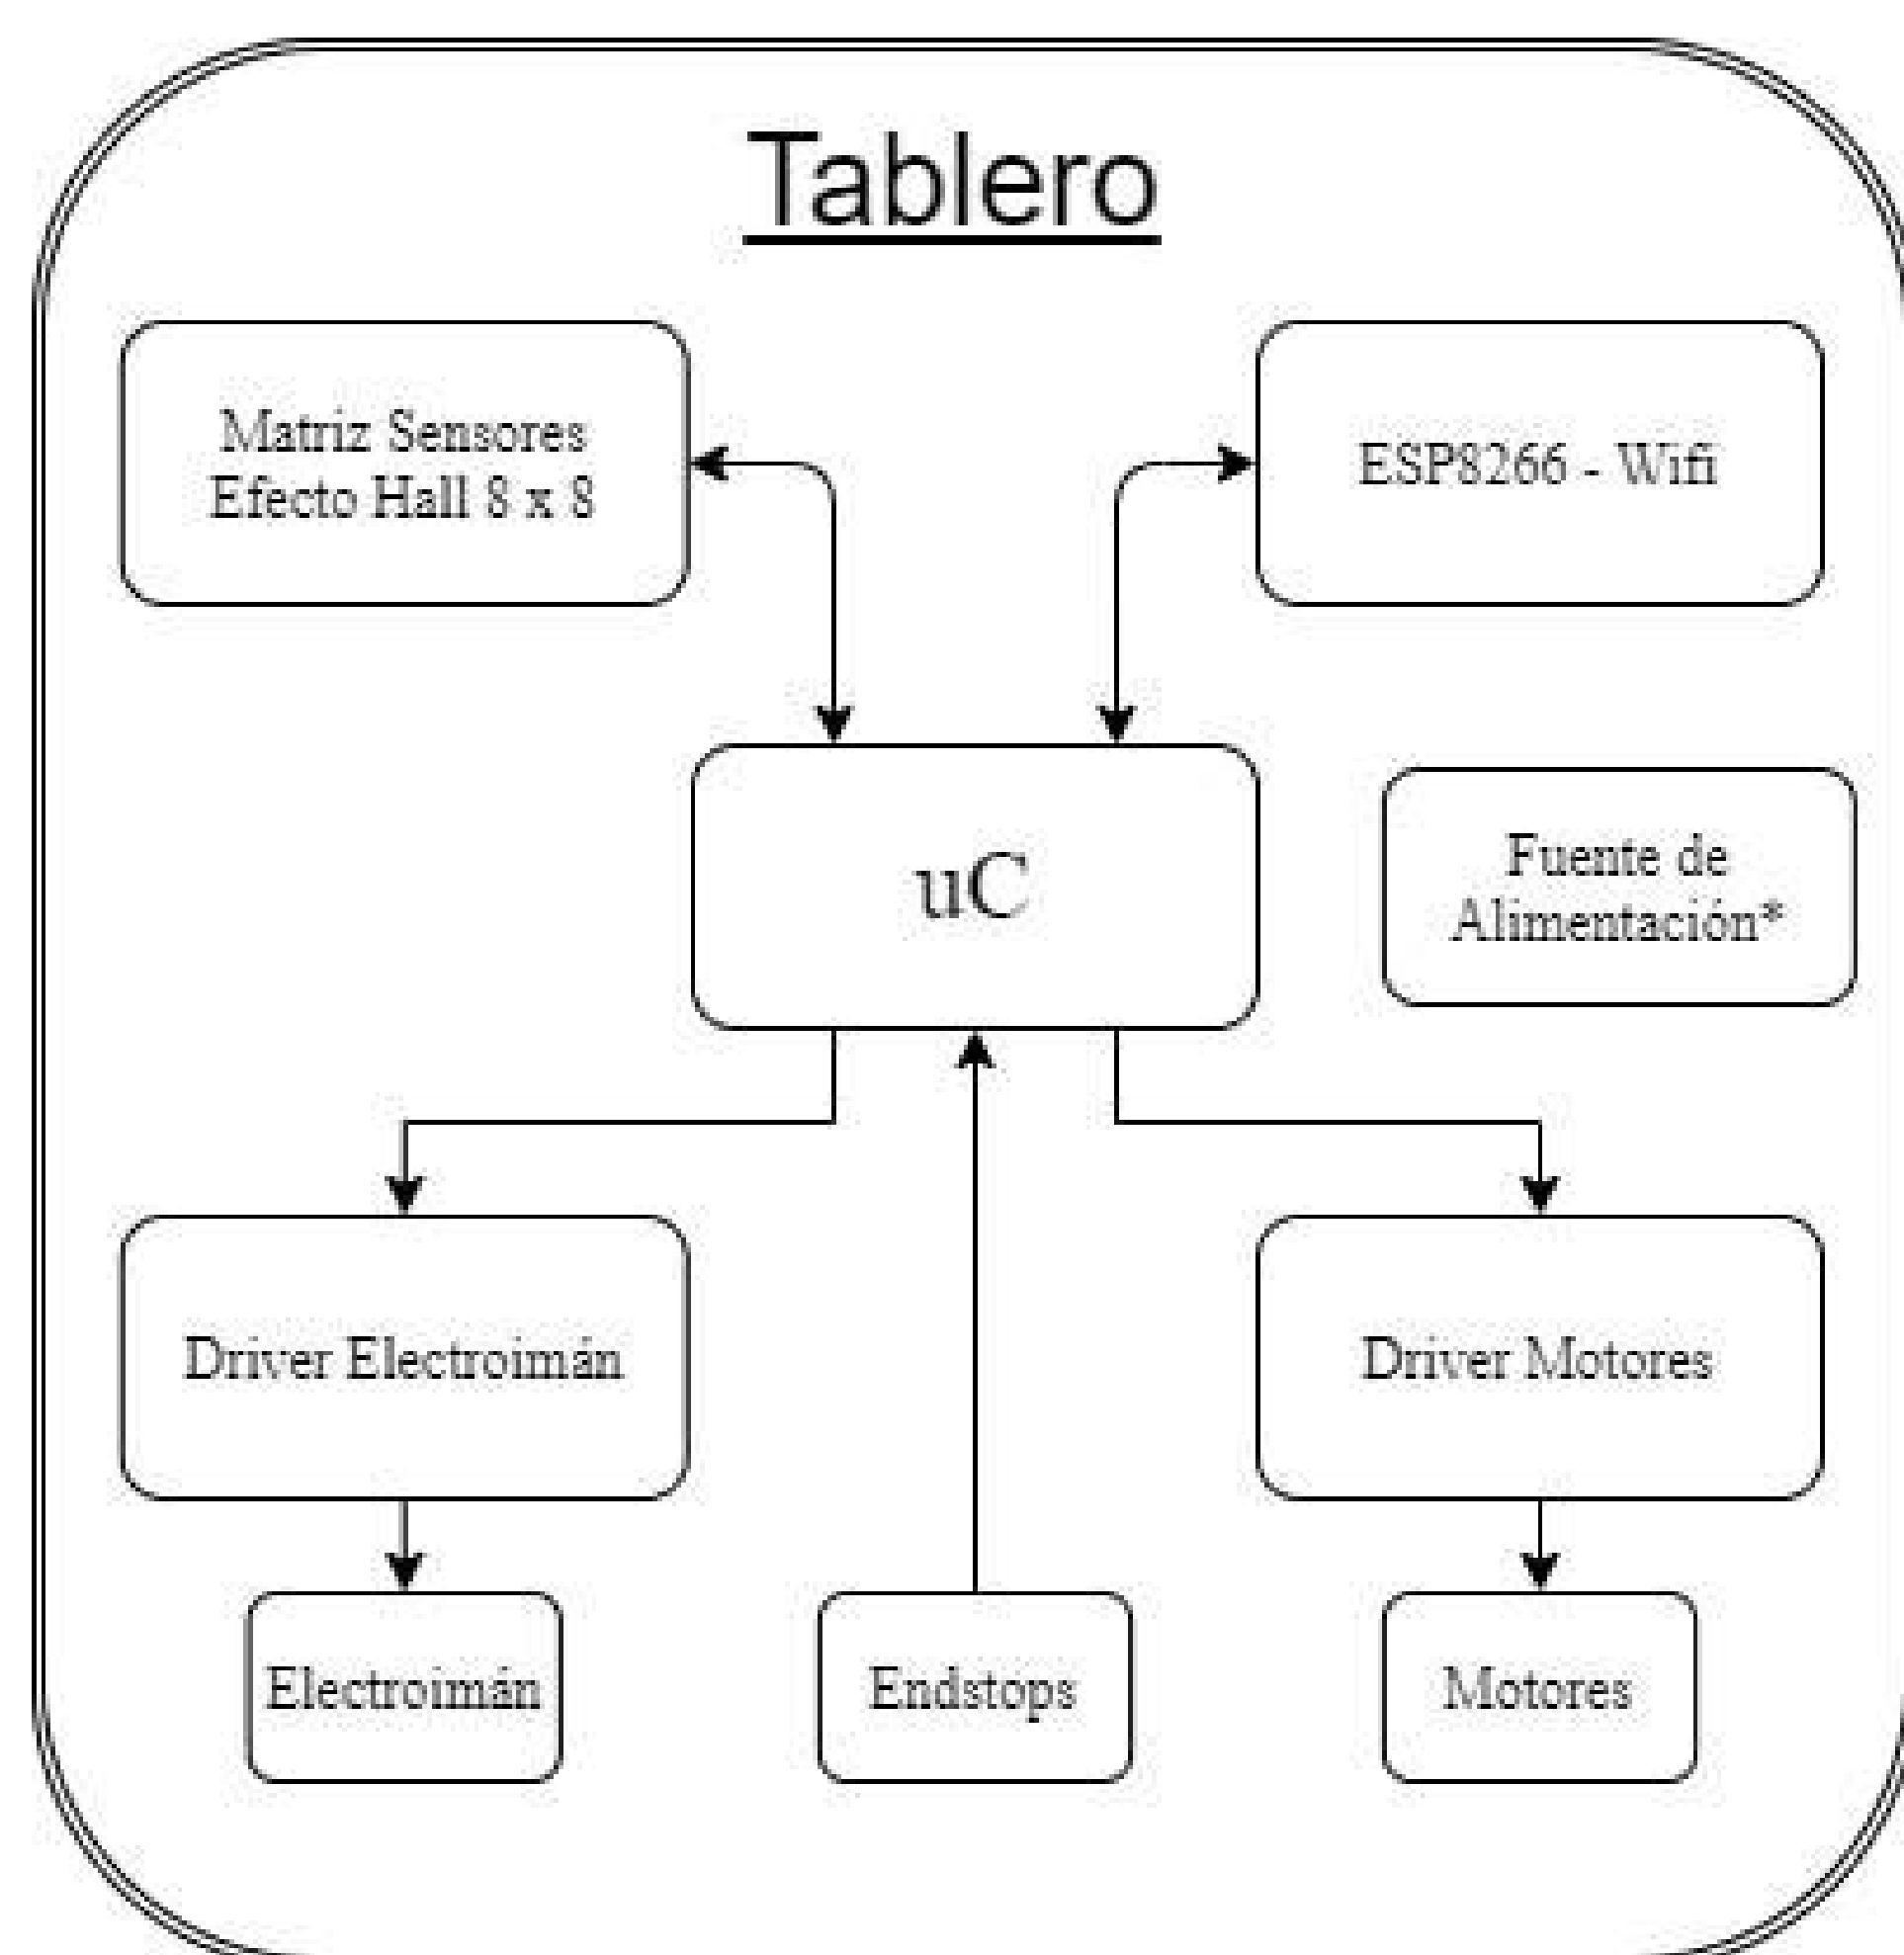 Tablero
Matriz Sensores
Efecto Hall 8 x 8
ESP8266 - Wifi
uC
Fuente de
Alimentación*
Driver Electroimán
Driver Motores
Electroimán
Endstops
Motores